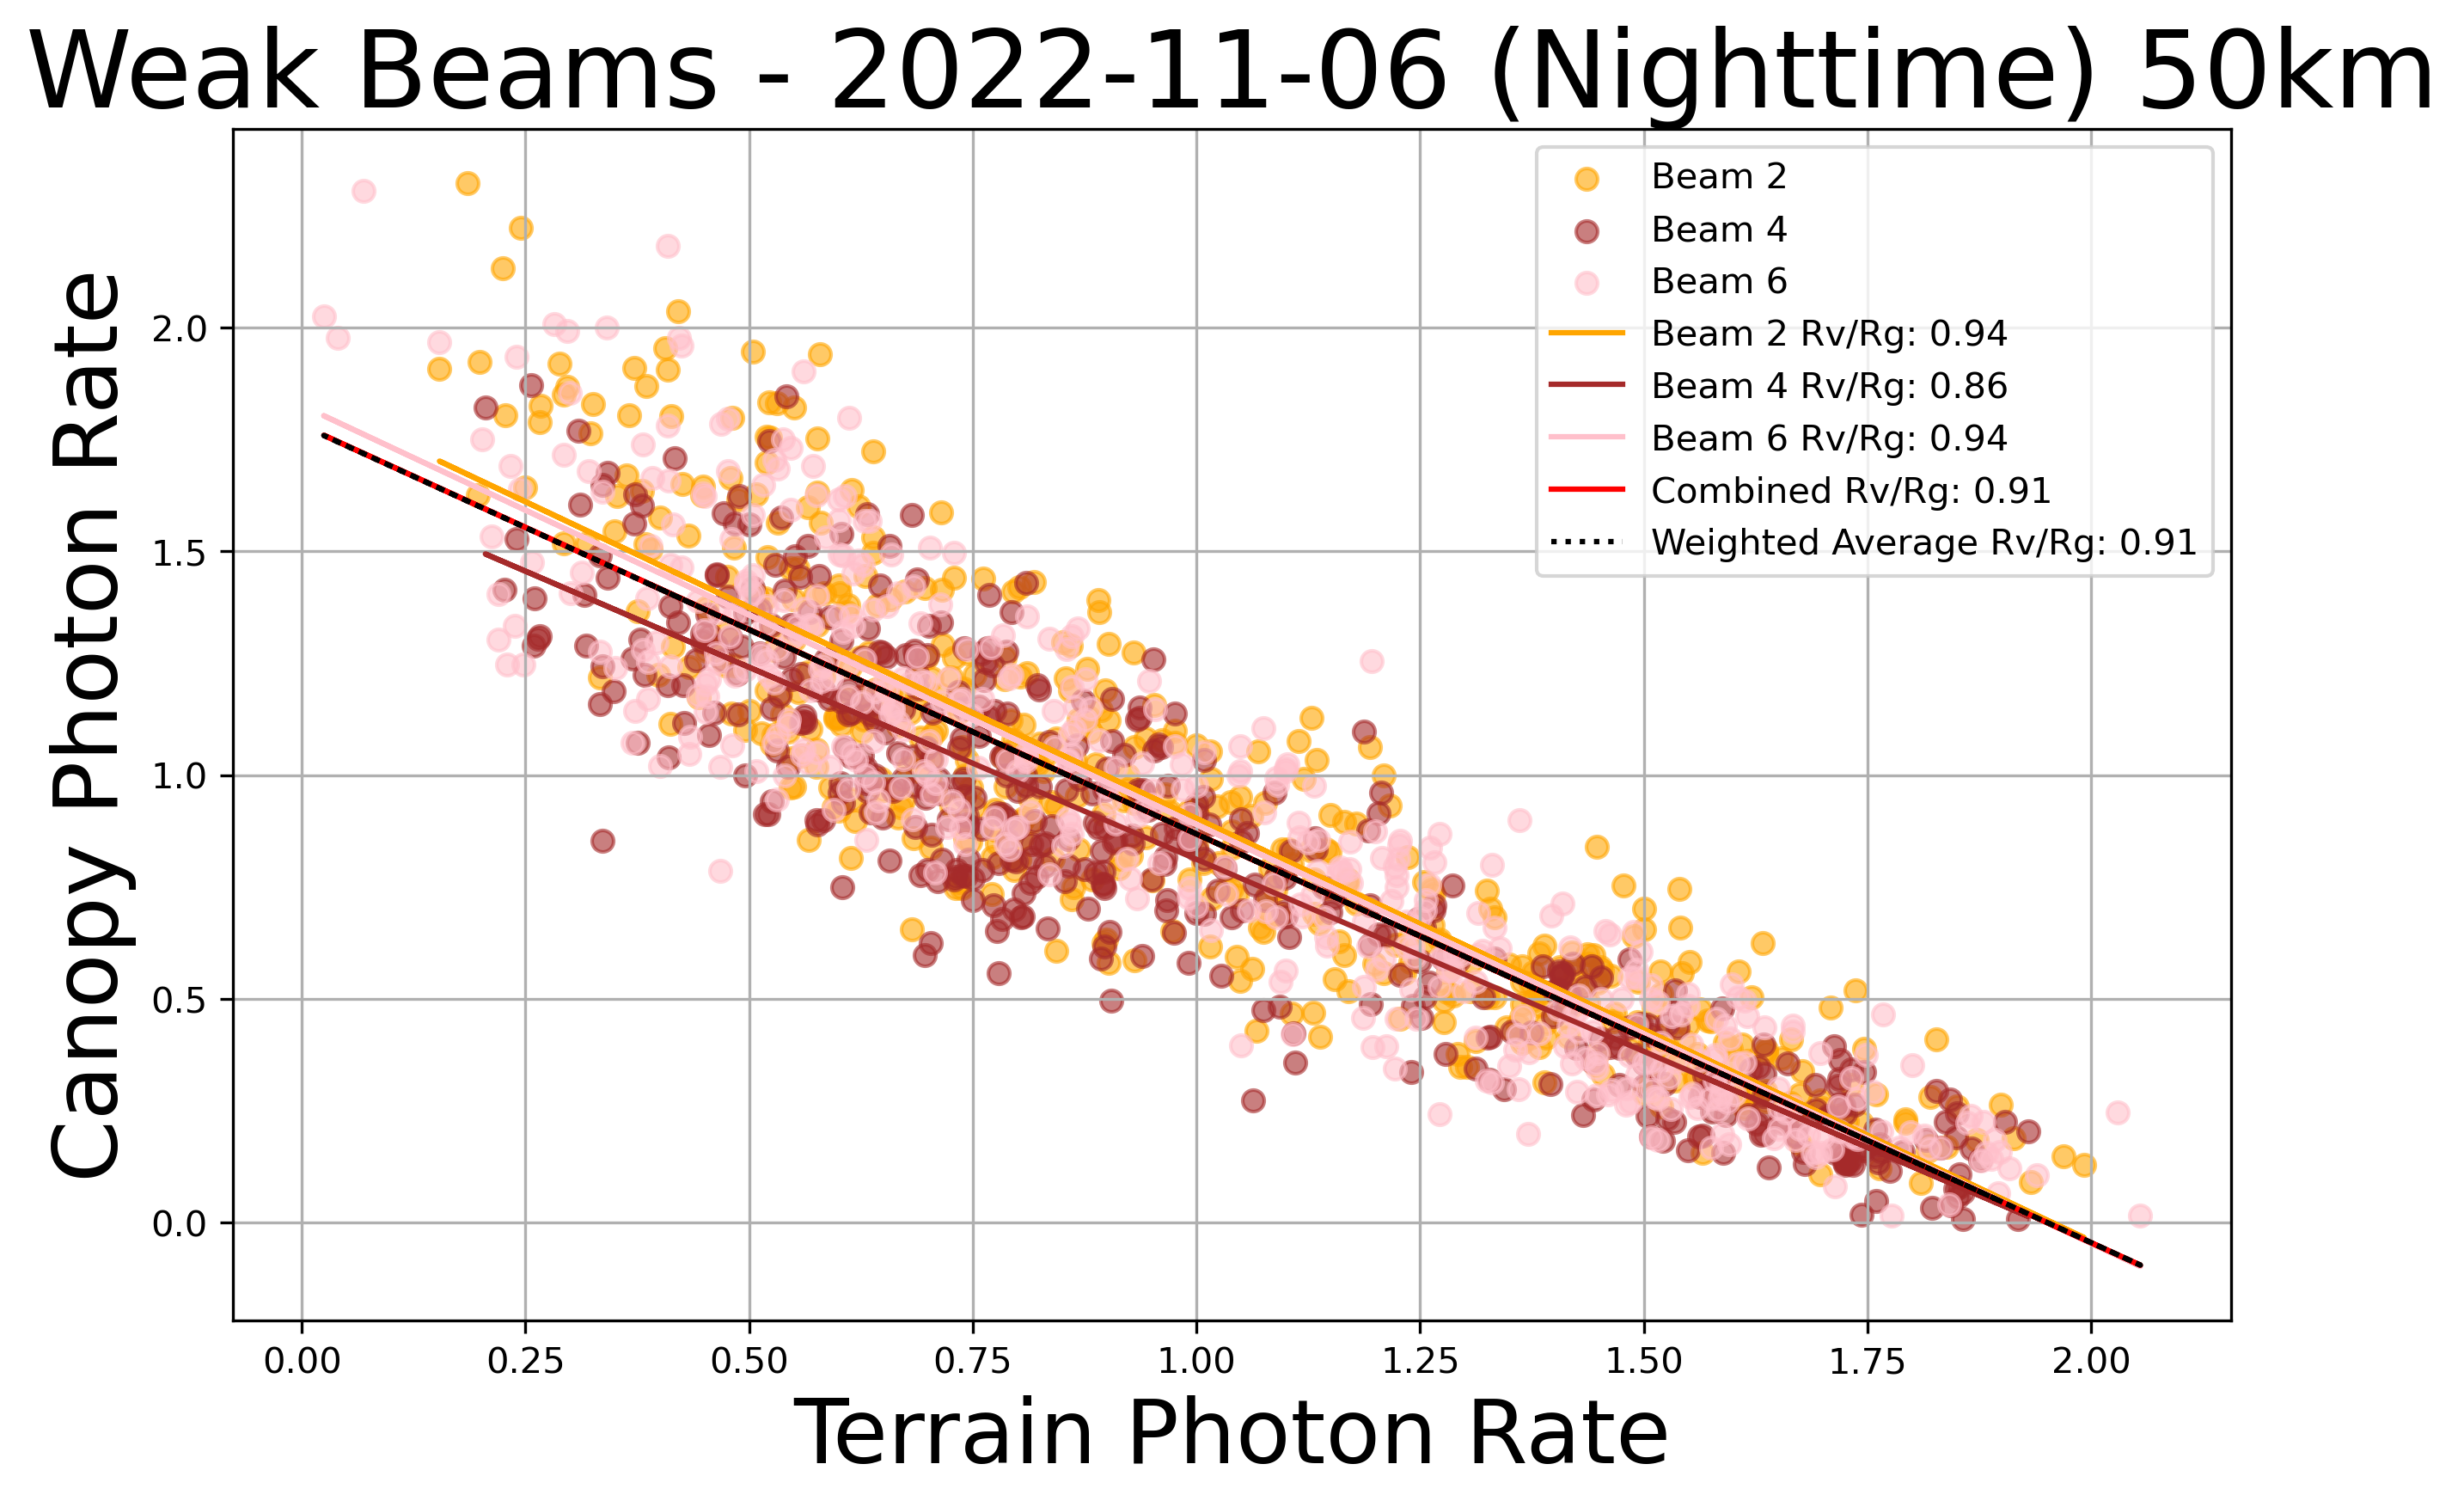 Weak Beams - 2022-11-06 (Nighttime) 50km
Beam 2
Beam 4
Beam 6
Beam 2 Rv/Rg: 0.94
Beam 4 Rv/Rg: 0.86
Beam 6 Rv/Rg: 0.94
Combined Rv/Rg: 0.91
Weighted Average Rv/Rg: 0.91
Canopy Photon Rate
2.0
1.5
1.0
0.5
0.0
0.00 0.25 0.50 0.75 1.00 1.25 1.50 1.75 2.00
Terrain Photon Rate